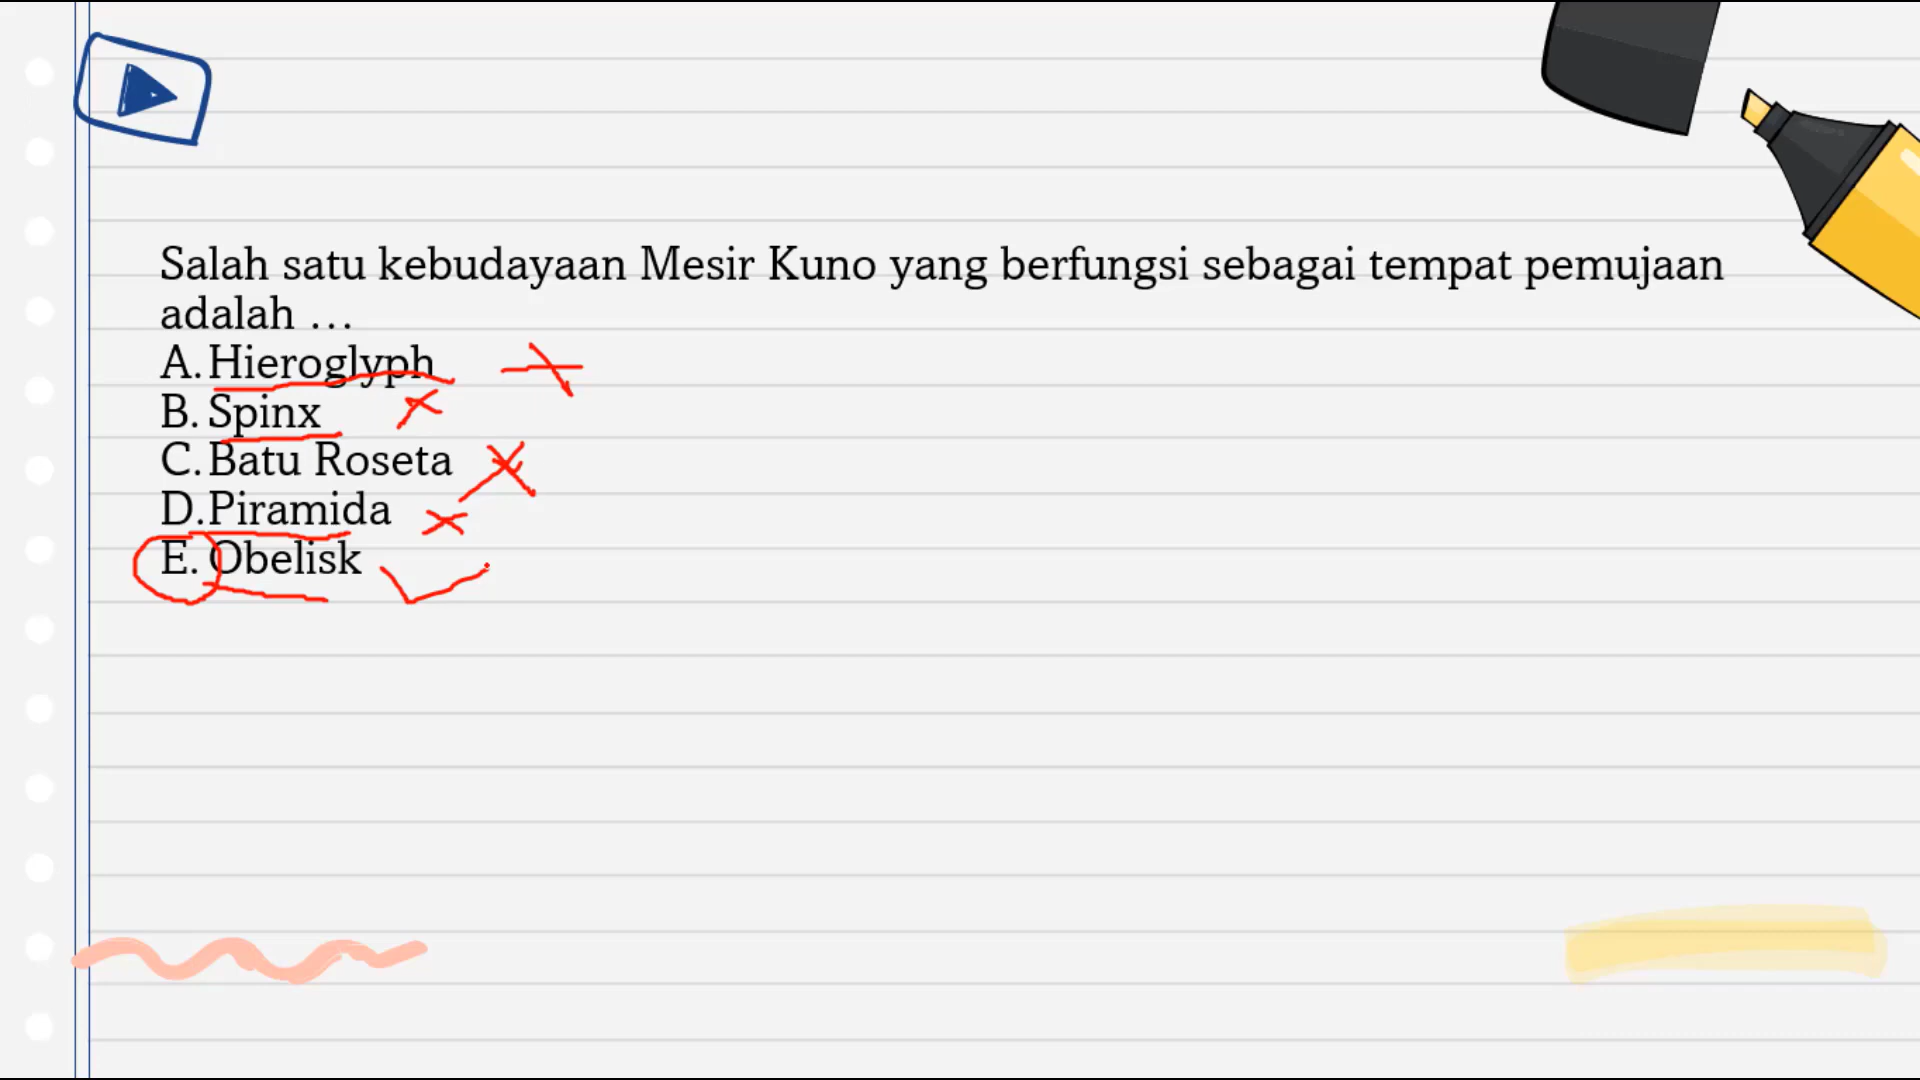 Salah satu kebudayaan Mesir Kuno yang berfungsi sebagai tempat pemujaan
adalah ...
A. Hieroglyph
B. Spinx
C. Batu Roseta
D. Piramida
E. Obelisk